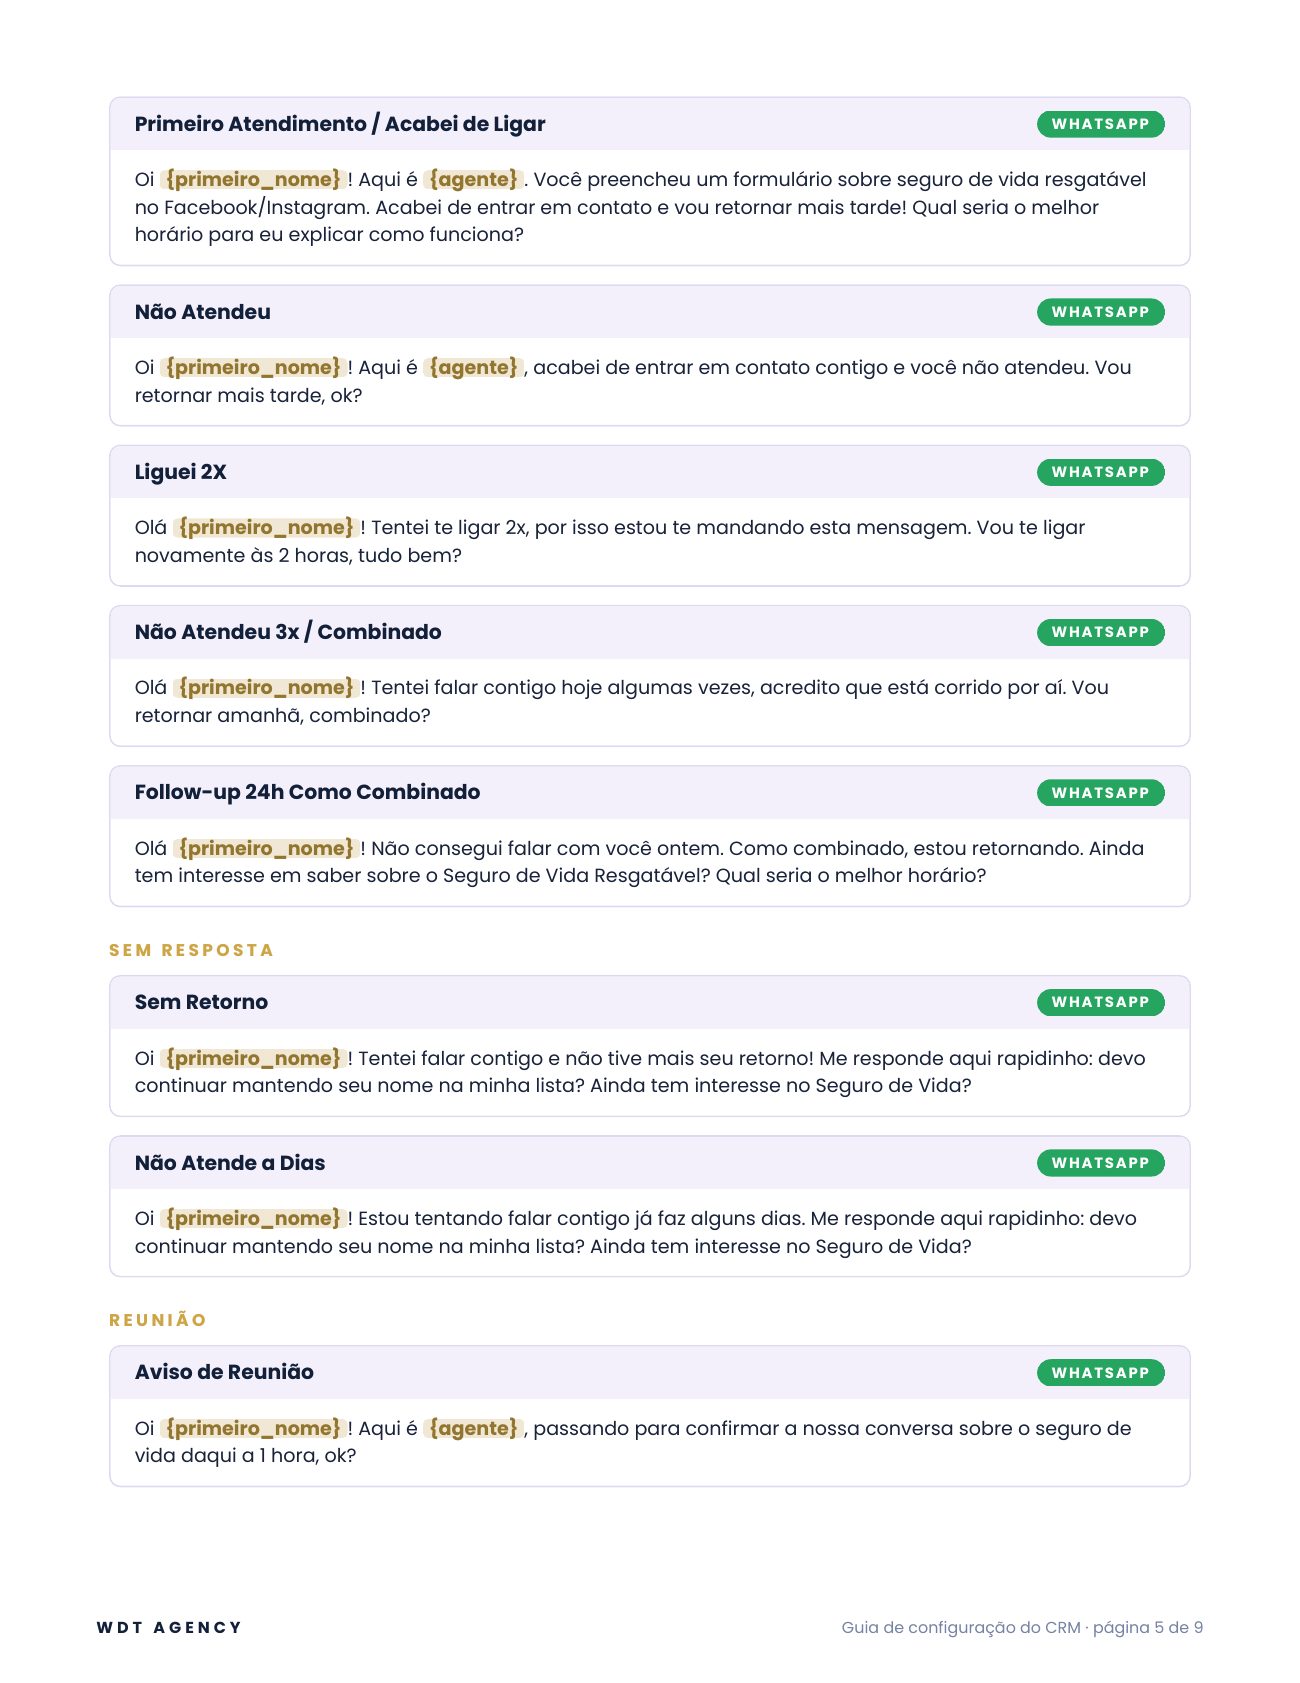 Primeiro Atendimento / Acabei de Ligar WHATSAPP
Oi {primeiro_nome}! Aqui é {agente}. Você preencheu um formulário sobre seguro de vida resgatável
no Facebook/Instagram. Acabei de entrar em contato e vou retornar mais tarde! Qual seria o melhor
horário para eu explicar como funciona?
Não Atendeu WHATSAPP
Oi {primeiro_nome}! Aqui é {agente}, acabei de entrar em contato contigo e você não atendeu. Vou
retornar mais tarde, ok?
Liguei 2X WHATSAPP
Olá {primeiro_nome}! Tentei te ligar 2x, por isso estou te mandando esta mensagem. Vou te ligar
novamente às 2 horas, tudo bem?
Não Atendeu 3x / Combinado WHATSAPP
Olá {primeiro_nome}! Tentei falar contigo hoje algumas vezes, acredito que está corrido por aí. Vou
retornar amanhã, combinado?
Follow-up 24h Como Combinado WHATSAPP
Olá {primeiro_nome}! Não consegui falar com você ontem. Como combinado, estou retornando. Ainda
tem interesse em saber sobre o Seguro de Vida Resgatável? Qual seria o melhor horário?
SEM RESPOSTA
Sem Retorno WHATSAPP
Oi {primeiro_nome}! Tentei falar contigo e não tive mais seu retorno! Me responde aqui rapidinho: devo
continuar mantendo seu nome na minha lista? Ainda tem interesse no Seguro de Vida?
Não Atende a Dias WHATSAPP
Oi {primeiro_nome}! Estou tentando falar contigo já faz alguns dias. Me responde aqui rapidinho: devo
continuar mantendo seu nome na minha lista? Ainda tem interesse no Seguro de Vida?
REUNIÃO
Aviso de Reunião WHATSAPP
Oi {primeiro_nome}! Aqui é {agente}, passando para confirmar a nossa conversa sobre o seguro de
vida daqui a 1 hora, ok?
WDT AGENCY Guia de configuração do CRM · página 5 de 9